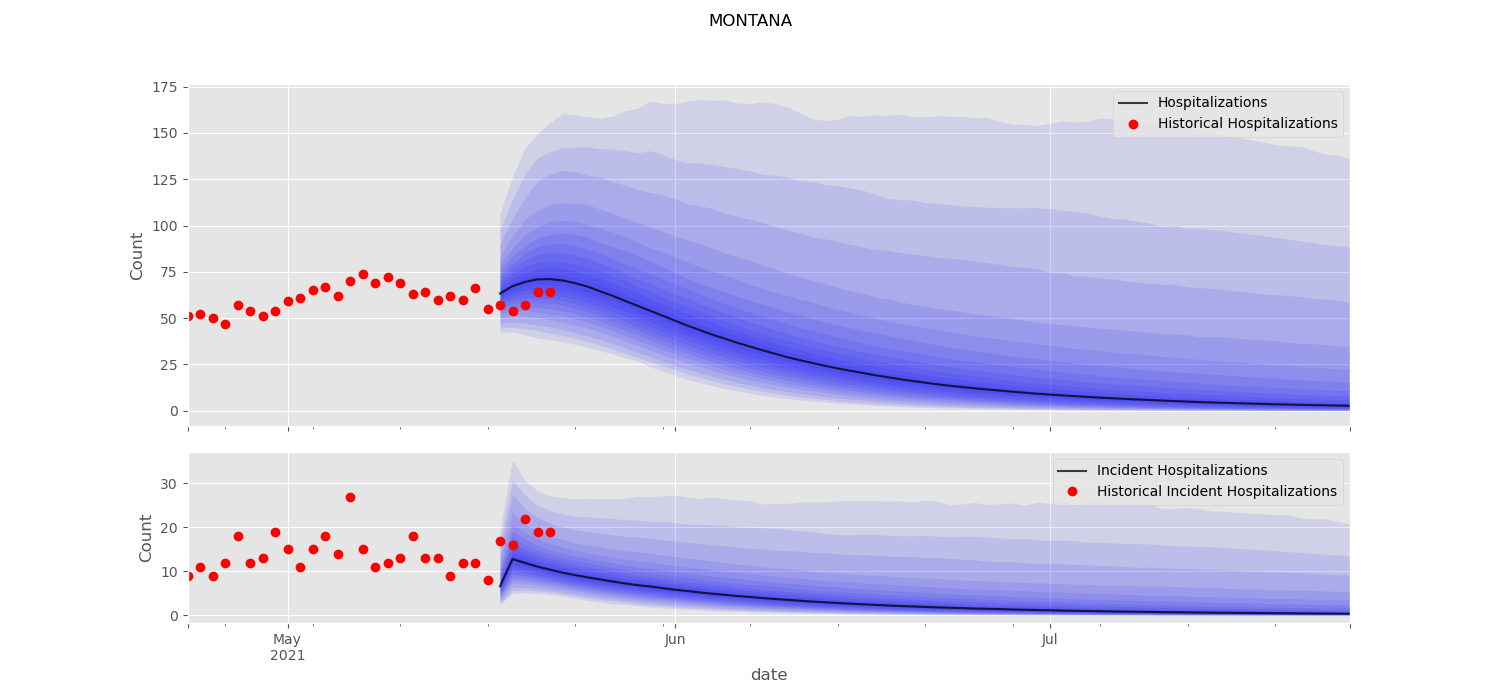 MONTANA
175
150
125
100
75
50
25
0
Count
Hospitalizations
Historical Hospitalizations
30
20
10
0
Count
Incident Hospitalizations
Historical Incident Hospitalizations
May
2021
Jun
Jul
date